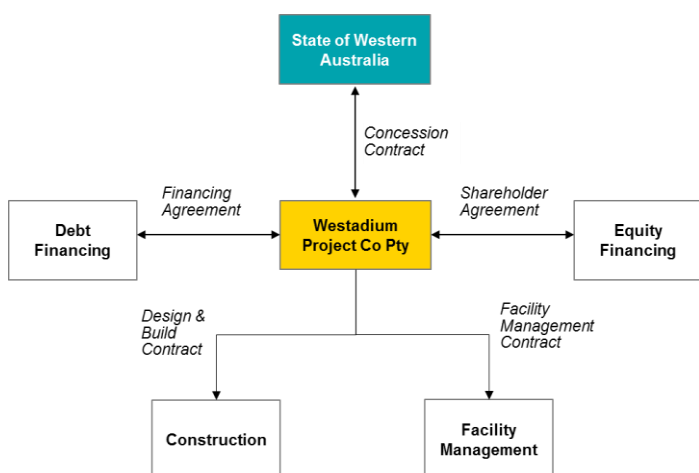 State of Western
Australia
Concession
Contract
Financing
Agreement
Shareholder
Agreement
Debt
Financing
Westadium
Project Co Pty
Equity
Financing
Design &
Build
Contract
Facility
Management
Contract
Construction
Facility
Management